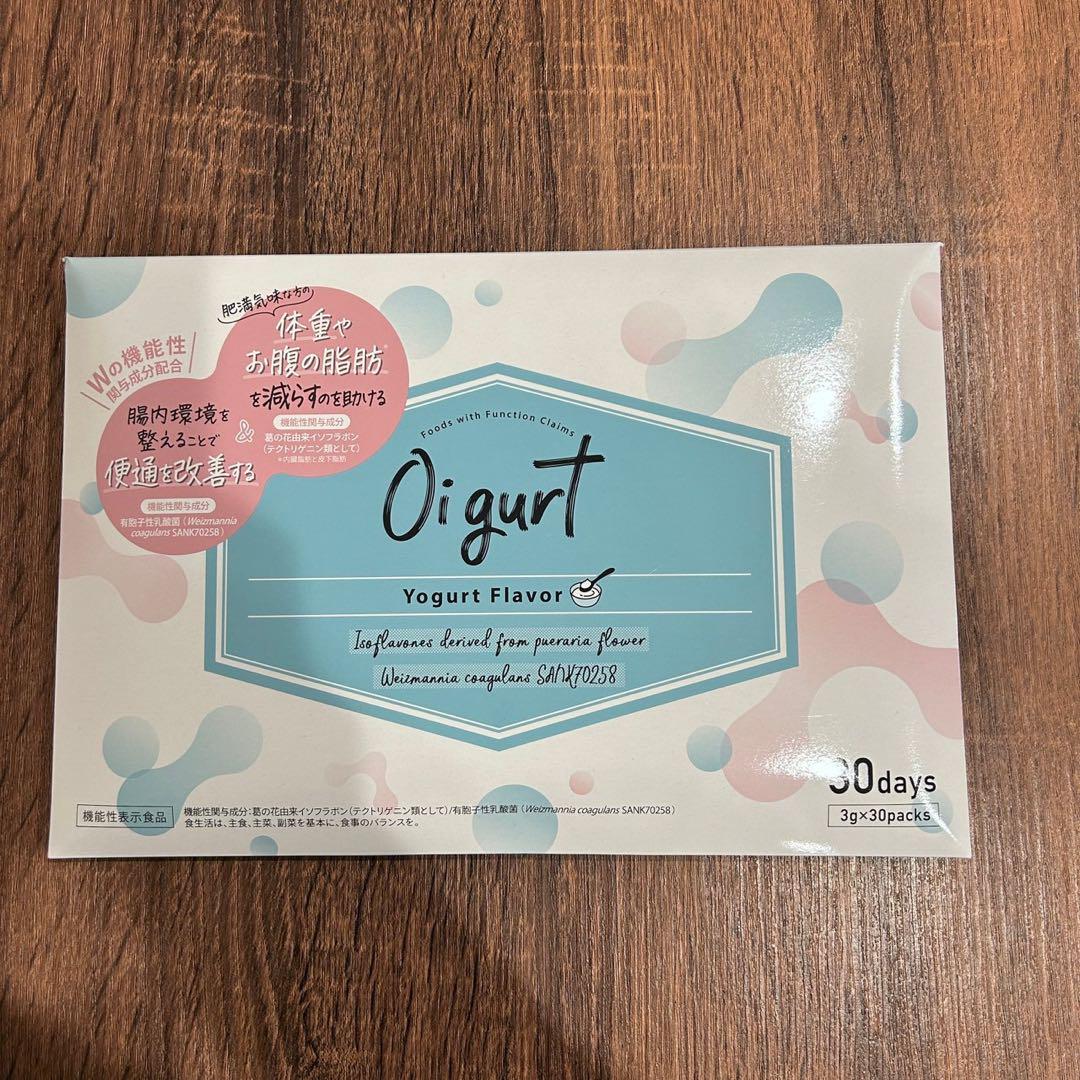 肥満気味な方の
体重や
お腹の脂肪*
を減らすのを助ける
機能性関与成分
葛の花由来イソフラボン
(テクトリゲニン類として)
*内臓脂肪と皮下脂肪
Wの機能性
関与成分配合
&
腸内環境を
整えることで
便通を改善する
機能性関与成分
有胞子性乳酸菌(Weizmannia
coagulans SANK70258)
Foods with Function Claims
Oigurt
Yogurt Flavor
Isoflavones derived from pueraria flower
Weizmannia coagulans SANK70258
30days
3g×30packs
機能性表示食品
機能性関与成分:葛の花由来イソフラボン(テクトリゲニン類として)/有胞子性乳酸菌(Weizmannia coagulans SANK70258)
食生活は、主食、主菜、副菜を基本に、食事のバランスを。